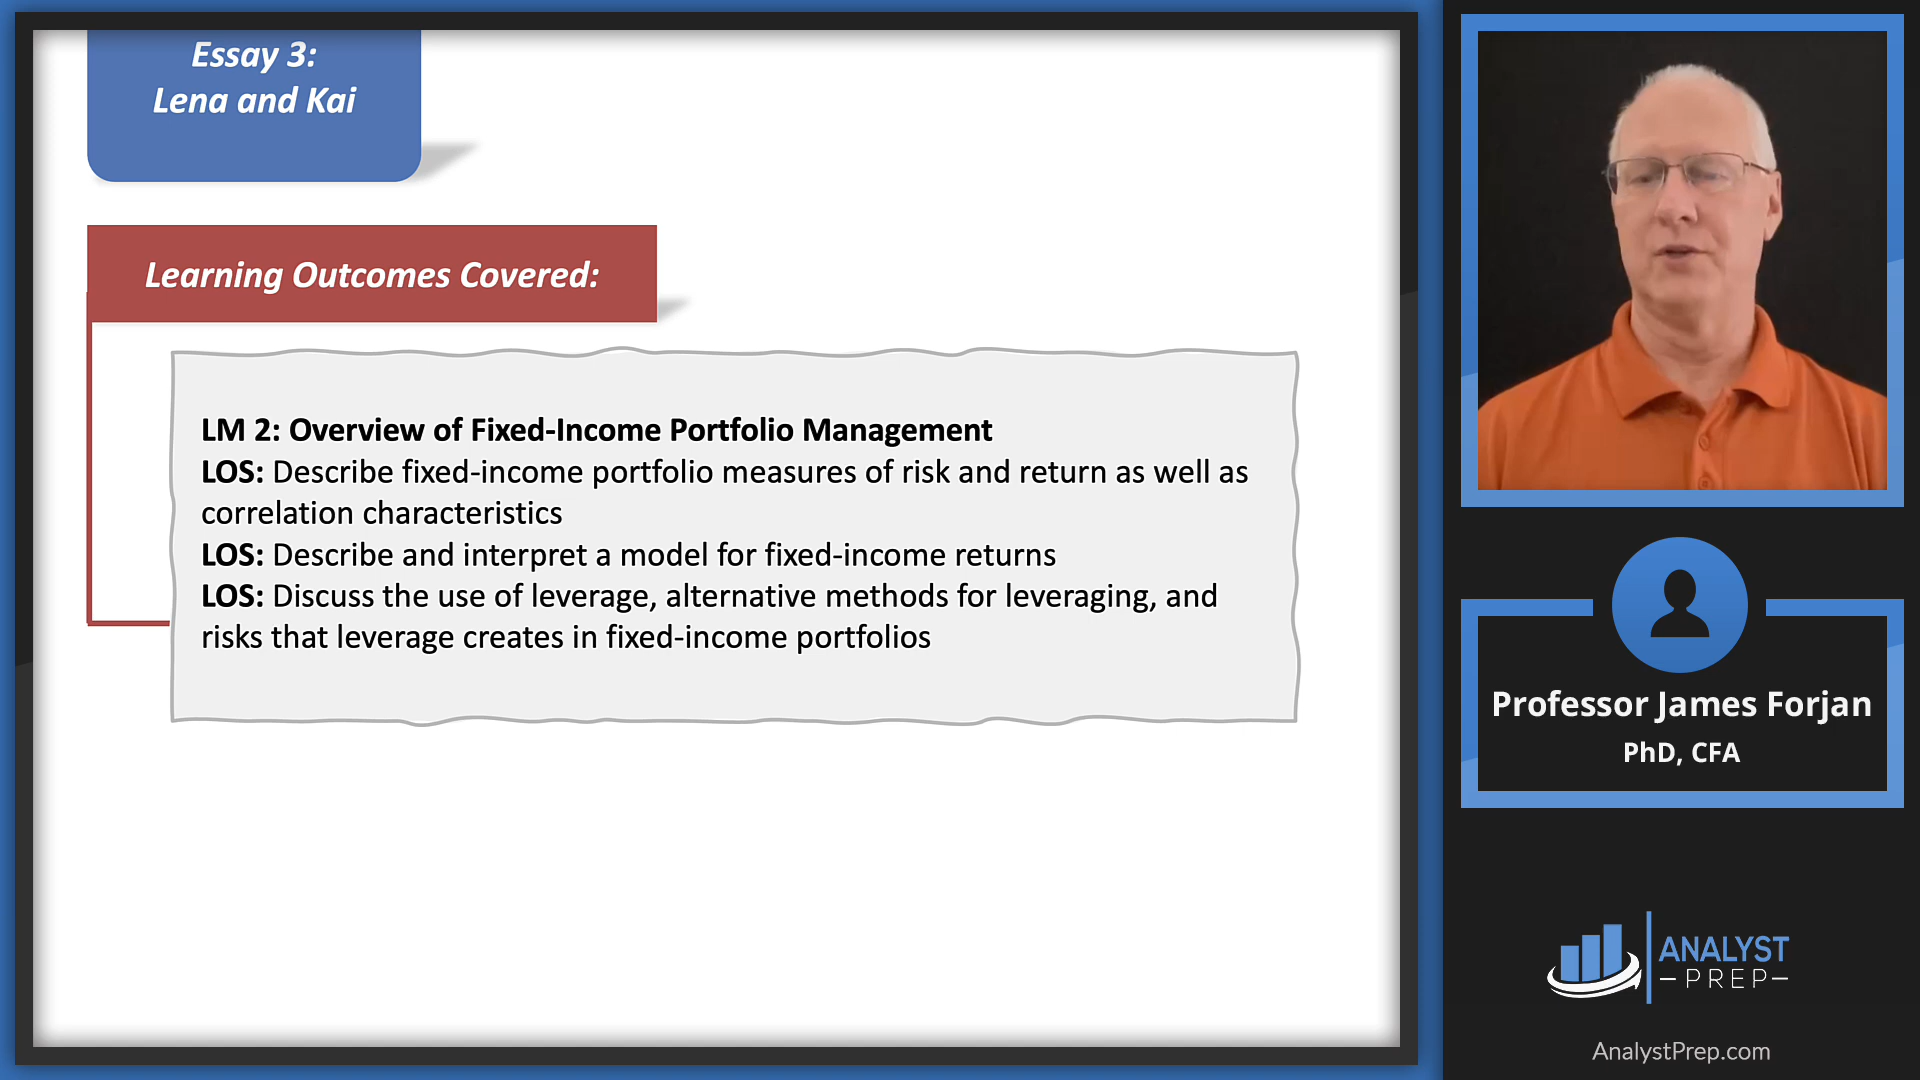 Essay 3:
Lena and Kai
Learning Outcomes Covered:
LM 2: Overview of Fixed-Income Portfolio Management
LOS: Describe fixed-income portfolio measures of risk and return as well as
correlation characteristics
LOS: Describe and interpret a model for fixed-income returns
LOS: Discuss the use of leverage, alternative methods for leveraging, and
risks that leverage creates in fixed-income portfolios
Professor James Forjan
PhD, CFA
ANALYST
PREP
AnalystPrep.com